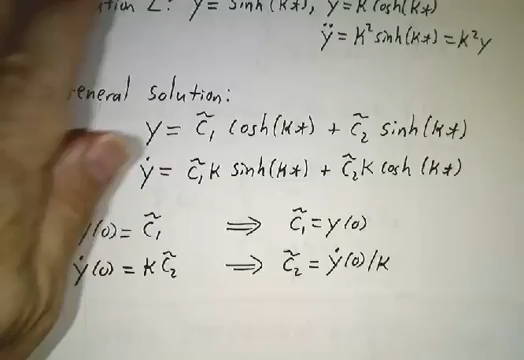 2: y = sinh(kt), ẏ = k cosh(kt)
ÿ = k² sinh(kt) = k²y
eneral solution:
y = c̃₁ cosh(kt) + c̃₂ sinh(kt)
ẏ = c̃₁k sinh(kt) + c̃₂k cosh(kt)
y(0) = c̃₁ ⟹ c̃₁ = y(0)
ẏ(0) = k c̃₂ ⟹ c̃₂ = ẏ(0)/k